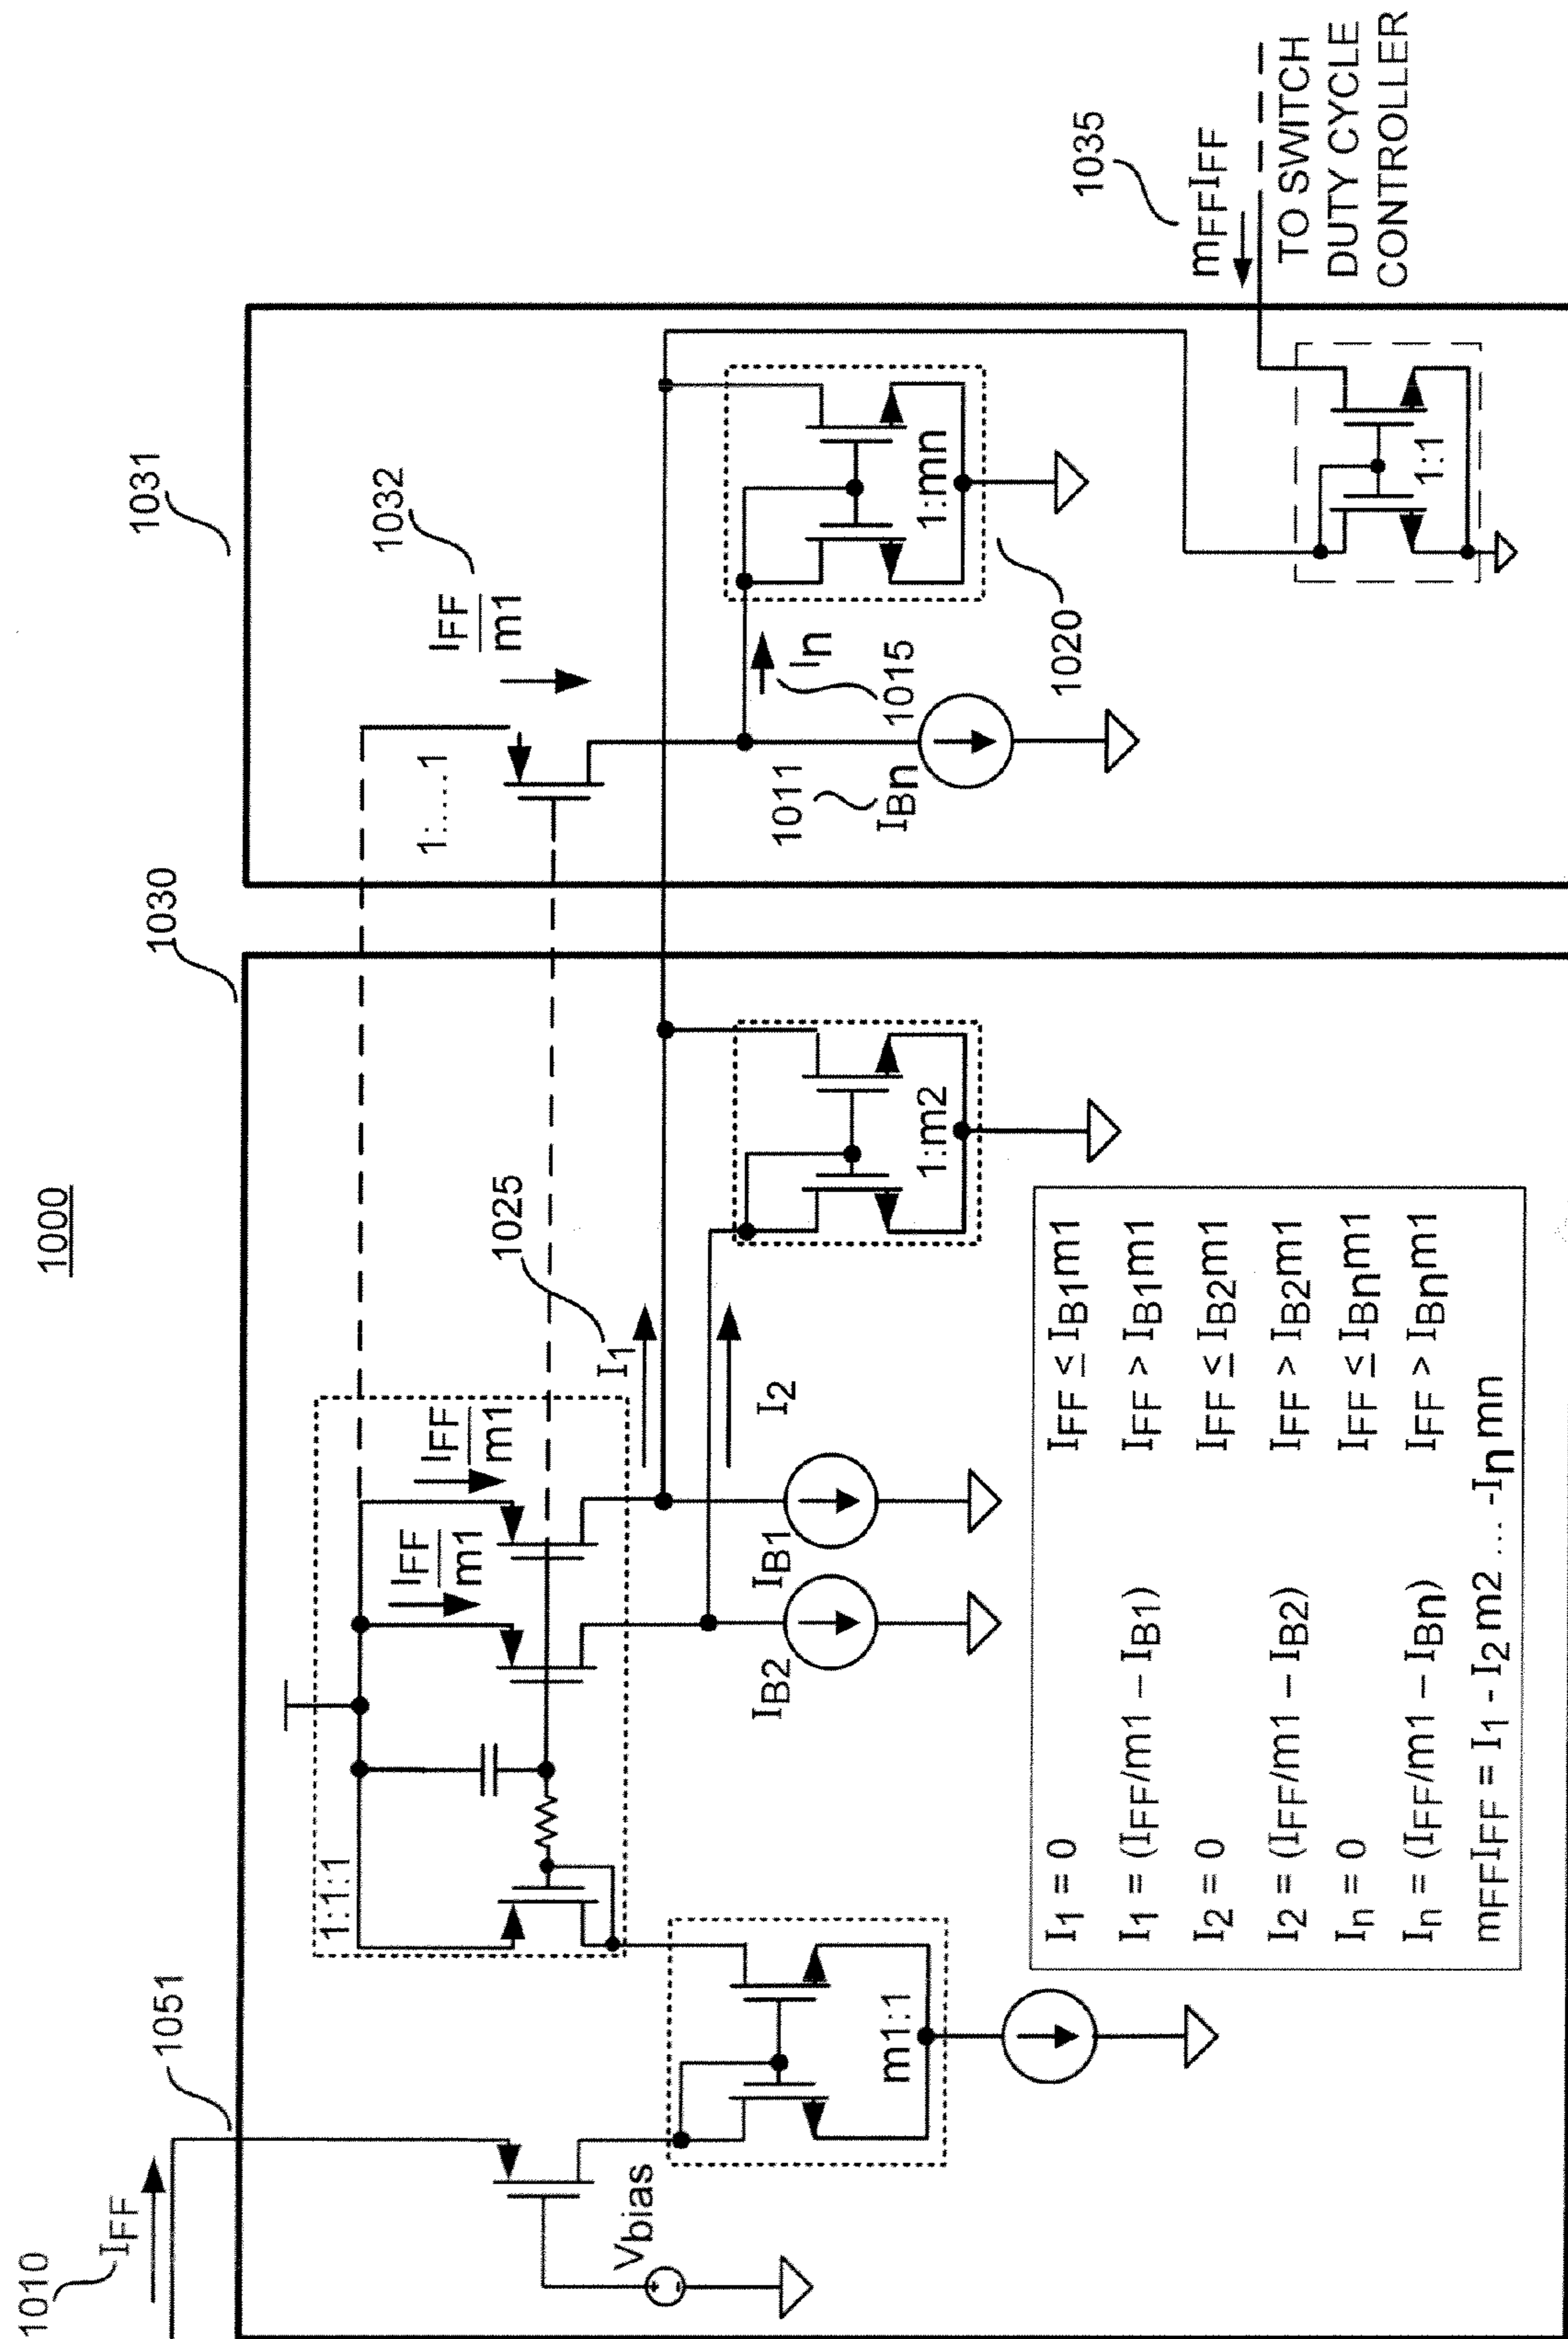 1000
1010
IFF
1051
1030
1031
1:1:1
IFF
m1
IFF
m1
1025
I1
I2
1:.....1
IFF
m1
1032
1035
mFFIFF
TO SWITCH
DUTY CYCLE
CONTROLLER
Vbias
m1:1
IB2
IB1
1:m2
1011
IBn
In
1015
1:mn
1020
1:1
I1 = 0 IFF ≤ IB1m1
I1 = (IFF/m1 – IB1) IFF > IB1m1
I2 = 0 IFF ≤ IB2m1
I2 = (IFF/m1 – IB2) IFF > IB2m1
In = 0 IFF ≤ IBnm1
In = (IFF/m1 – IBn) IFF > IBnm1
mFFIFF = I1 - I2 m2 ... -In mn